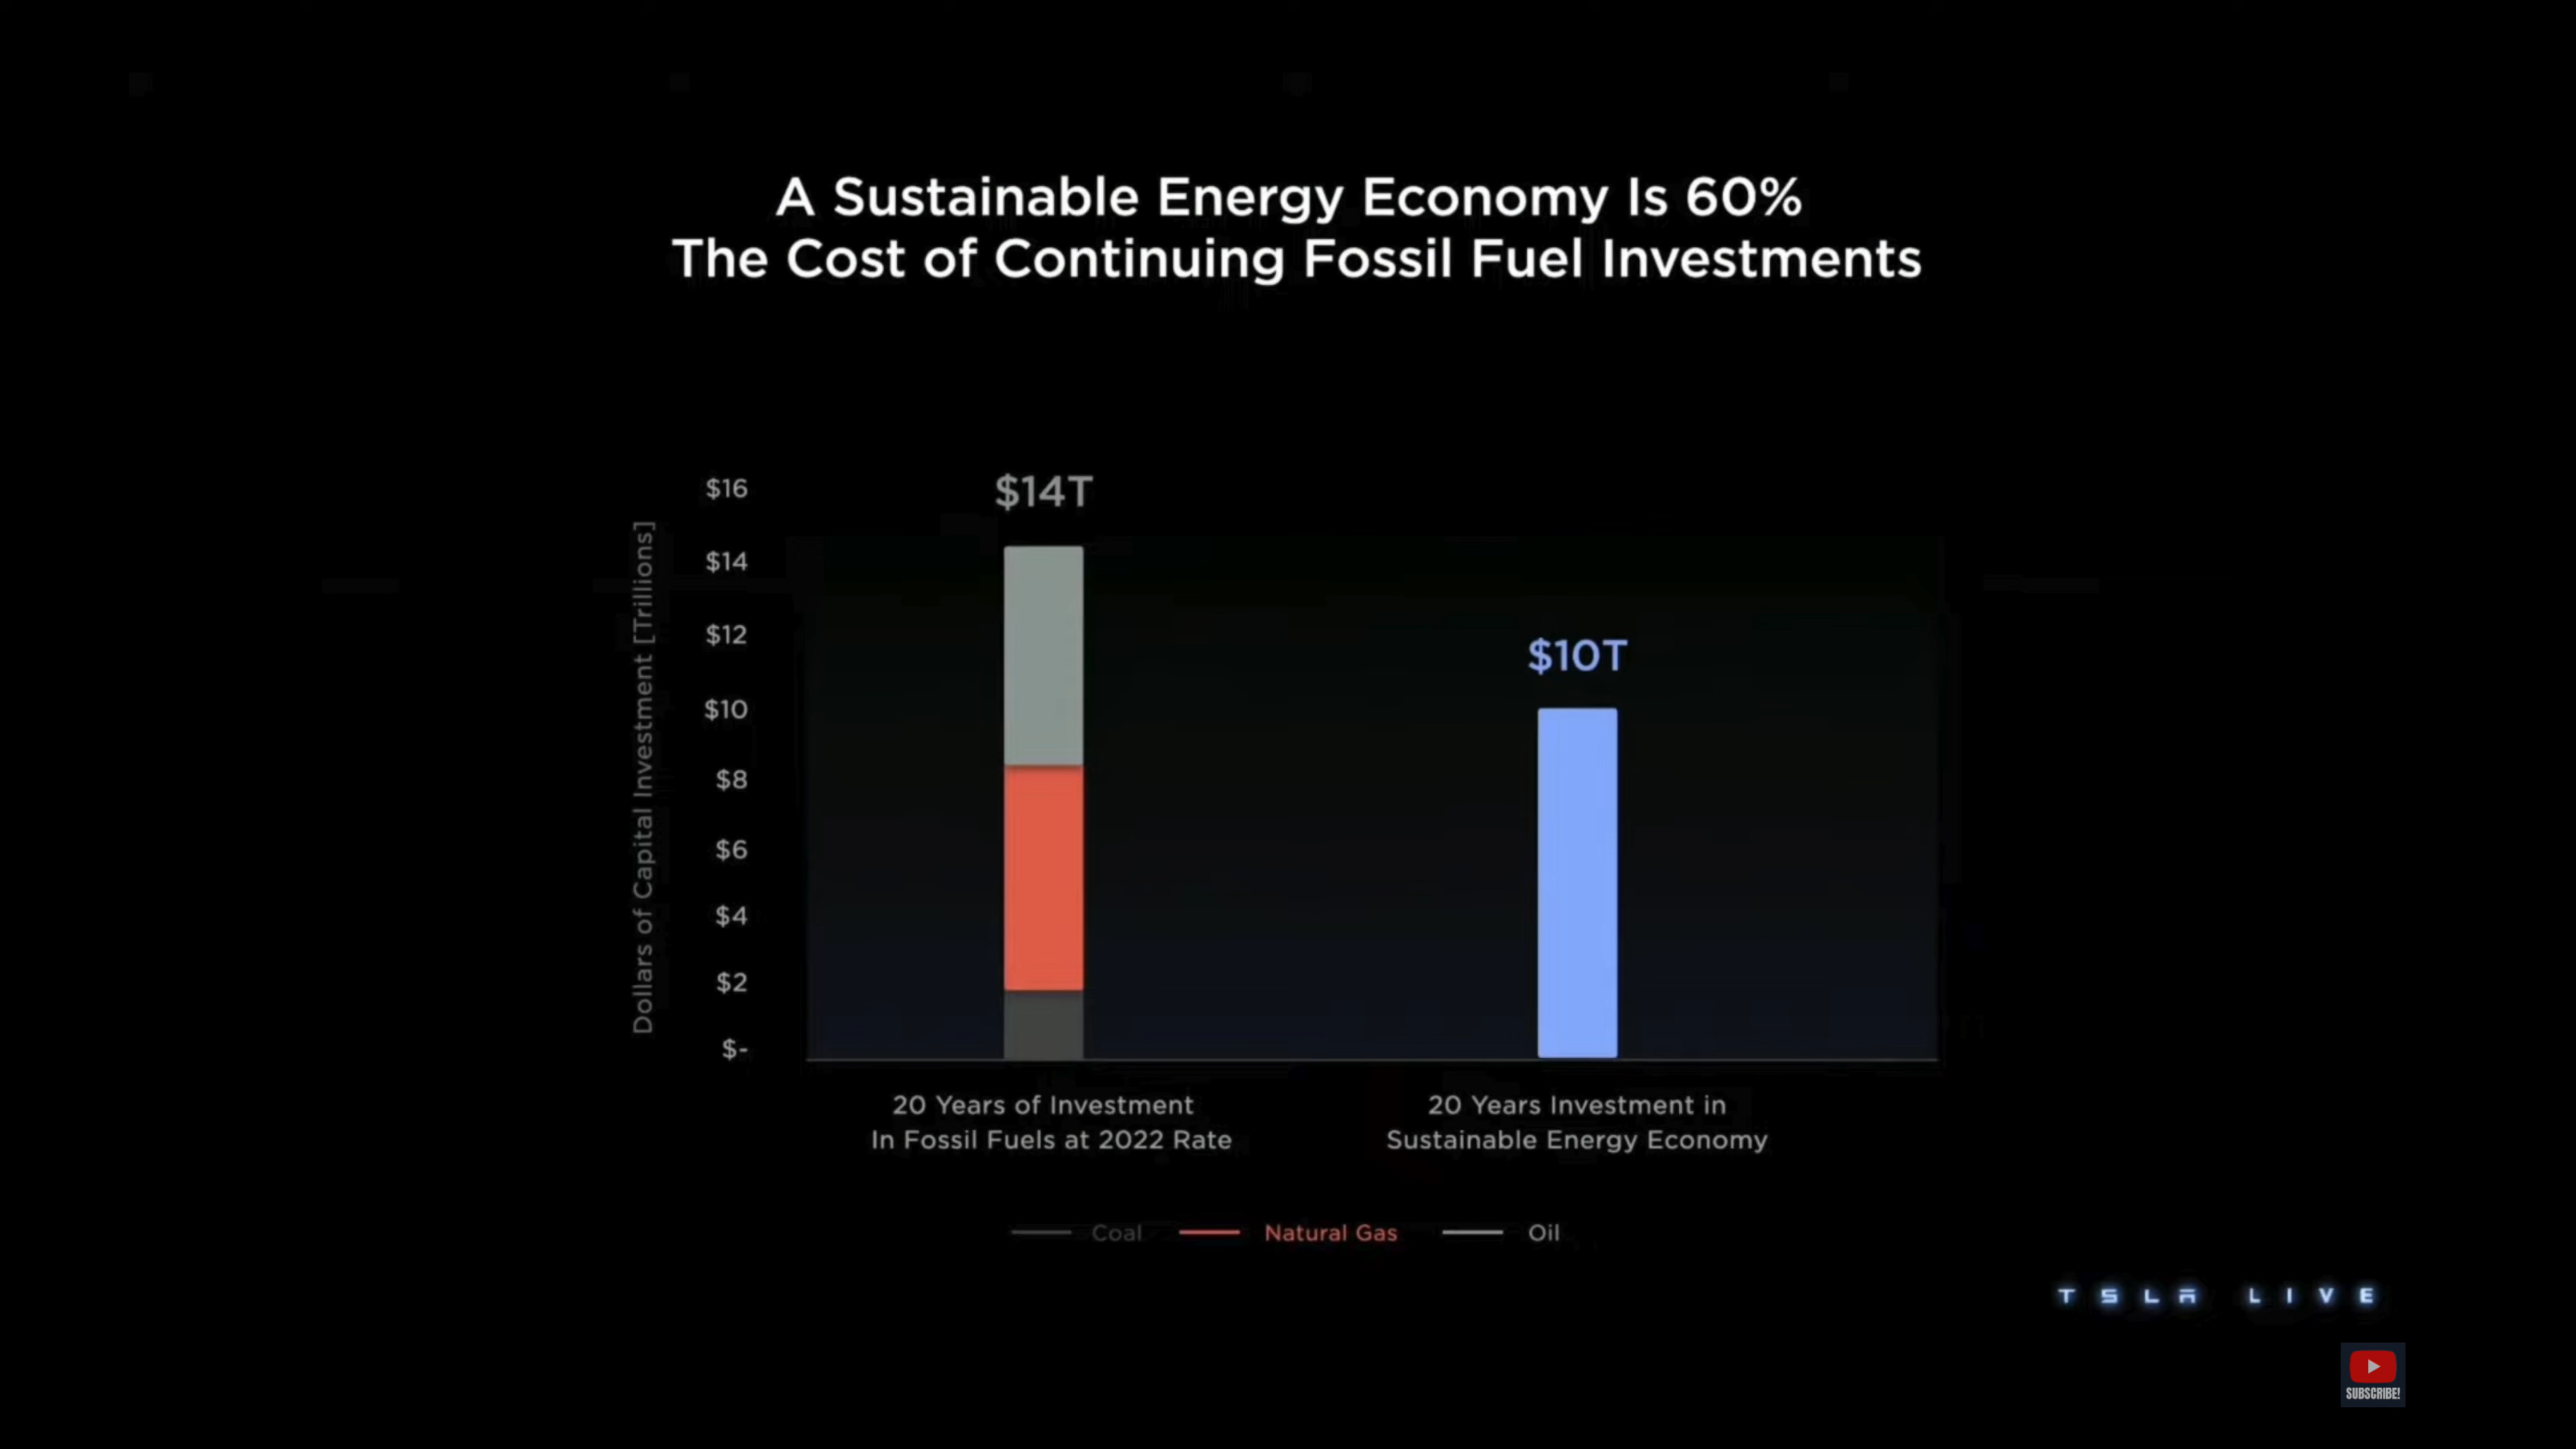 A Sustainable Energy Economy Is 60%
The Cost of Continuing Fossil Fuel Investments
Dollars of Capital Investment [Trillions]
$16
$14
$12
$10
$8
$6
$4
$2
$-
$14T
$10T
20 Years of Investment
In Fossil Fuels at 2022 Rate
20 Years Investment in
Sustainable Energy Economy
Coal
Natural Gas
Oil
TSLA LIVE
SUBSCRIBE!